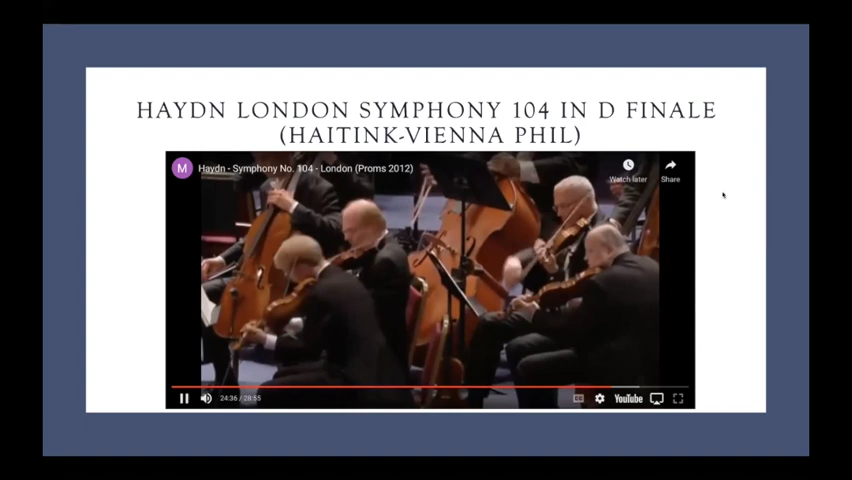 HAYDN LONDON SYMPHONY 104 IN D FINALE
(HAITINK-VIENNA PHIL)
M Haydn - Symphony No. 104 - London (Proms 2012)
Watch later Share
24:36 / 28:55 CC YouTube